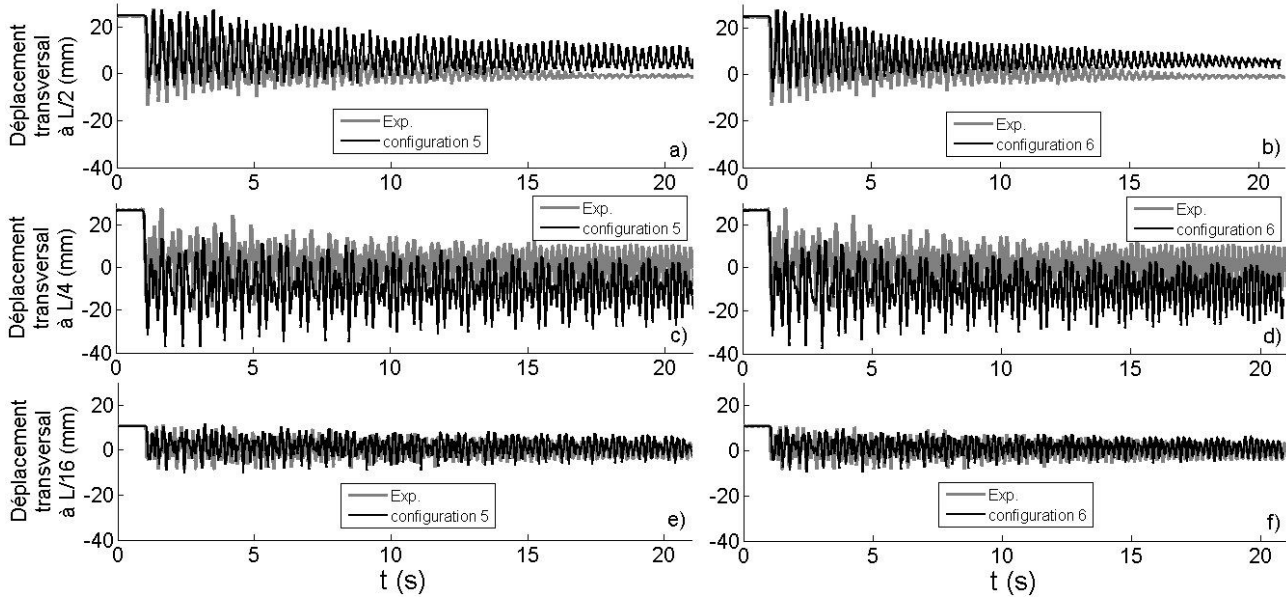 Déplacement
transversal
à L/2 (mm)
20
0
-20
-40
Exp.
configuration 5
a)
0 5 10 15 20
20
0
-20
-40
Exp.
configuration 6
b)
0 5 10 15 20
Déplacement
transversal
à L/4 (mm)
20
0
-20
-40
Exp.
configuration 5
c)
0 5 10 15 20
20
0
-20
-40
Exp.
configuration 6
d)
0 5 10 15 20
Déplacement
transversal
à L/16 (mm)
20
0
-20
-40
Exp.
configuration 5
e)
0 5 10 15 20
t (s)
20
0
-20
-40
Exp.
configuration 6
f)
0 5 10 15 20
t (s)